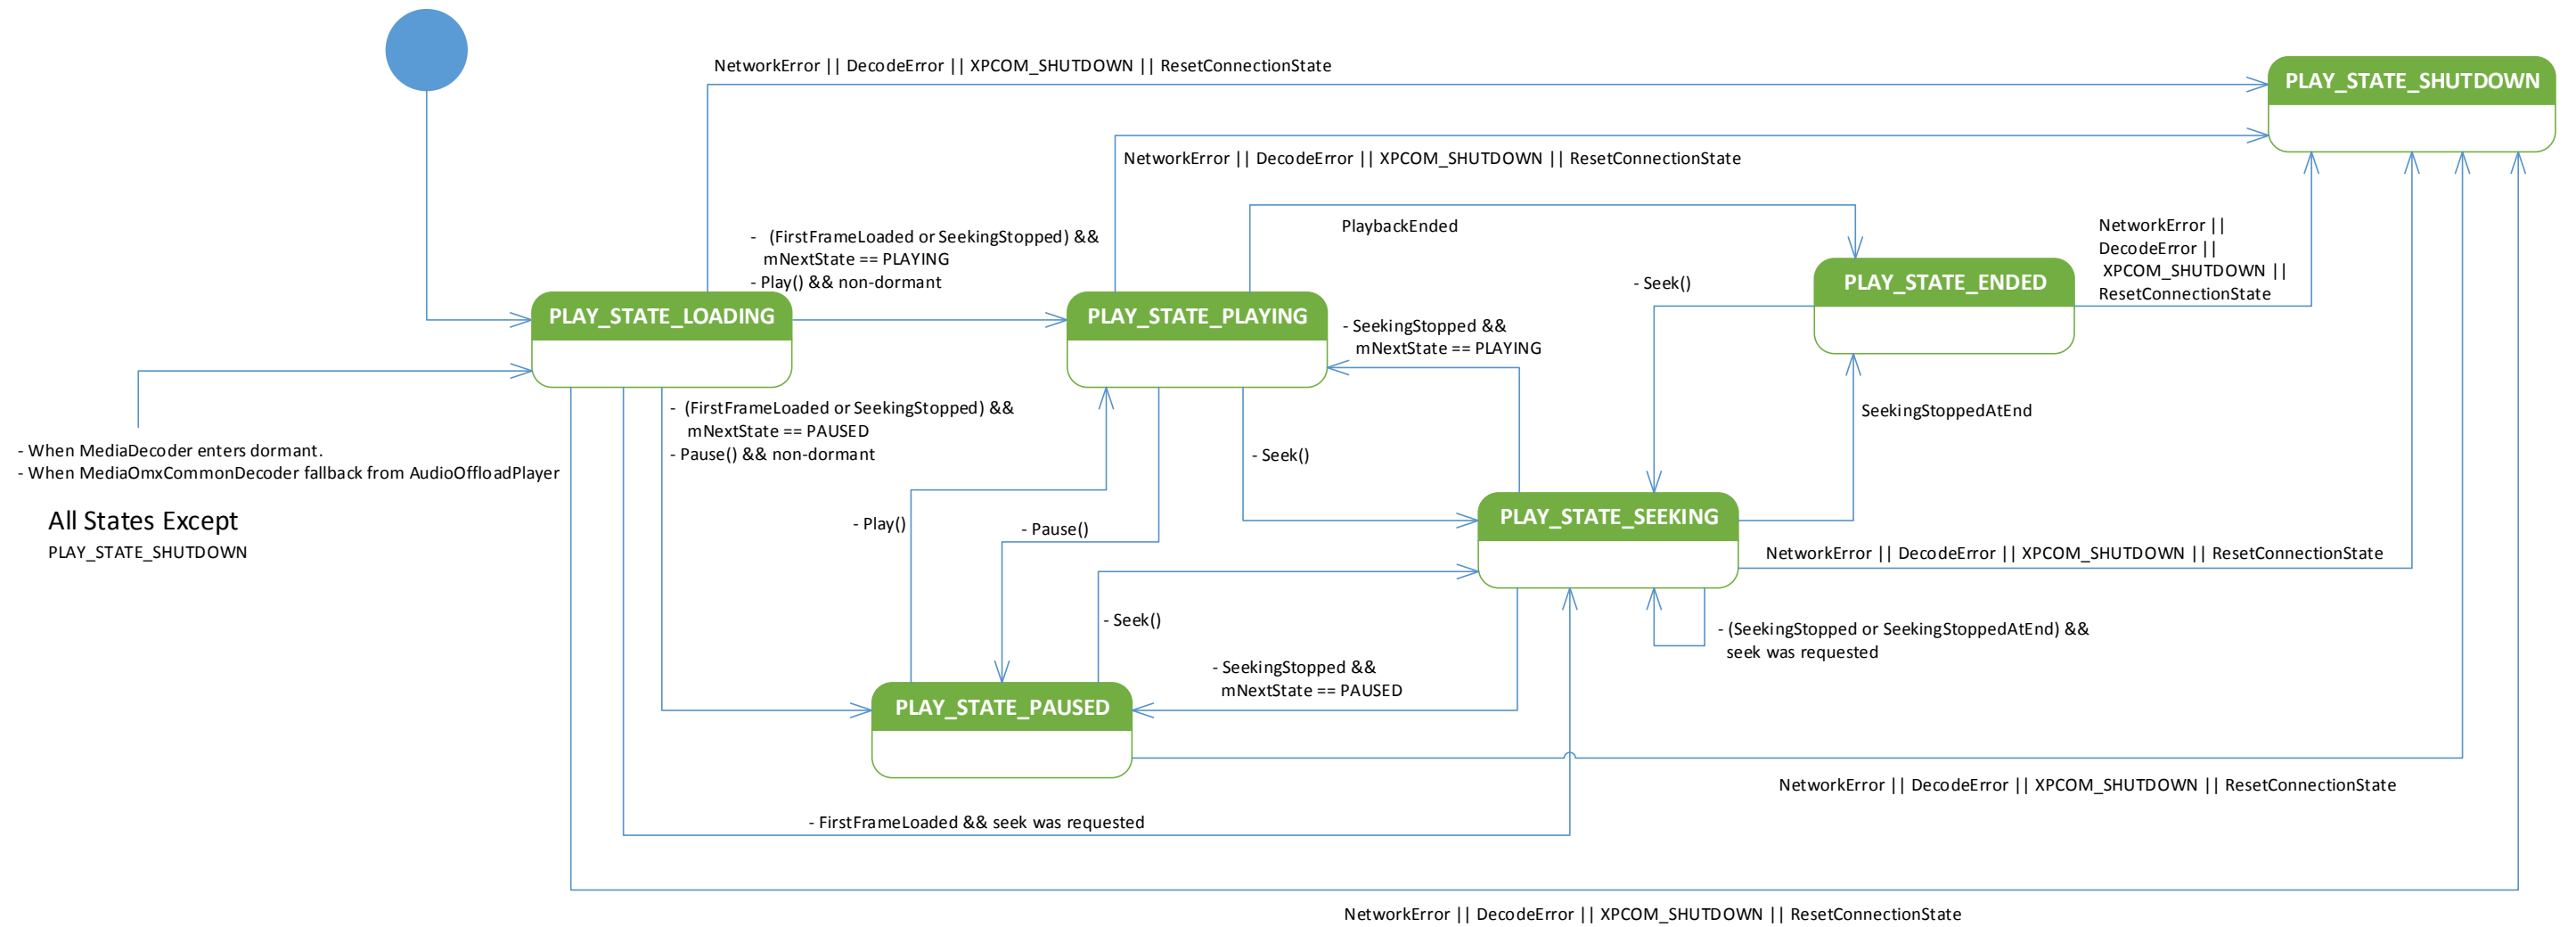 NetworkError || DecodeError || XPCOM_SHUTDOWN || ResetConnectionState
PLAY_STATE_SHUTDOWN
NetworkError || DecodeError || XPCOM_SHUTDOWN || ResetConnectionState
- (FirstFrameLoaded or SeekingStopped) &&
mNextState == PLAYING
- Play() && non-dormant
PlaybackEnded
NetworkError ||
DecodeError ||
XPCOM_SHUTDOWN ||
ResetConnectionState
- Seek()
PLAY_STATE_ENDED
PLAY_STATE_LOADING
PLAY_STATE_PLAYING
- SeekingStopped &&
mNextState == PLAYING
- (FirstFrameLoaded or SeekingStopped) &&
mNextState == PAUSED
- Pause() && non-dormant
SeekingStoppedAtEnd
- When MediaDecoder enters dormant.
- When MediaOmxCommonDecoder fallback from AudioOffloadPlayer
- Seek()
All States Except
PLAY_STATE_SHUTDOWN
- Play()
- Pause()
PLAY_STATE_SEEKING
NetworkError || DecodeError || XPCOM_SHUTDOWN || ResetConnectionState
- Seek()
- (SeekingStopped or SeekingStoppedAtEnd) &&
seek was requested
- SeekingStopped &&
mNextState == PAUSED
PLAY_STATE_PAUSED
NetworkError || DecodeError || XPCOM_SHUTDOWN || ResetConnectionState
- FirstFrameLoaded && seek was requested
NetworkError || DecodeError || XPCOM_SHUTDOWN || ResetConnectionState